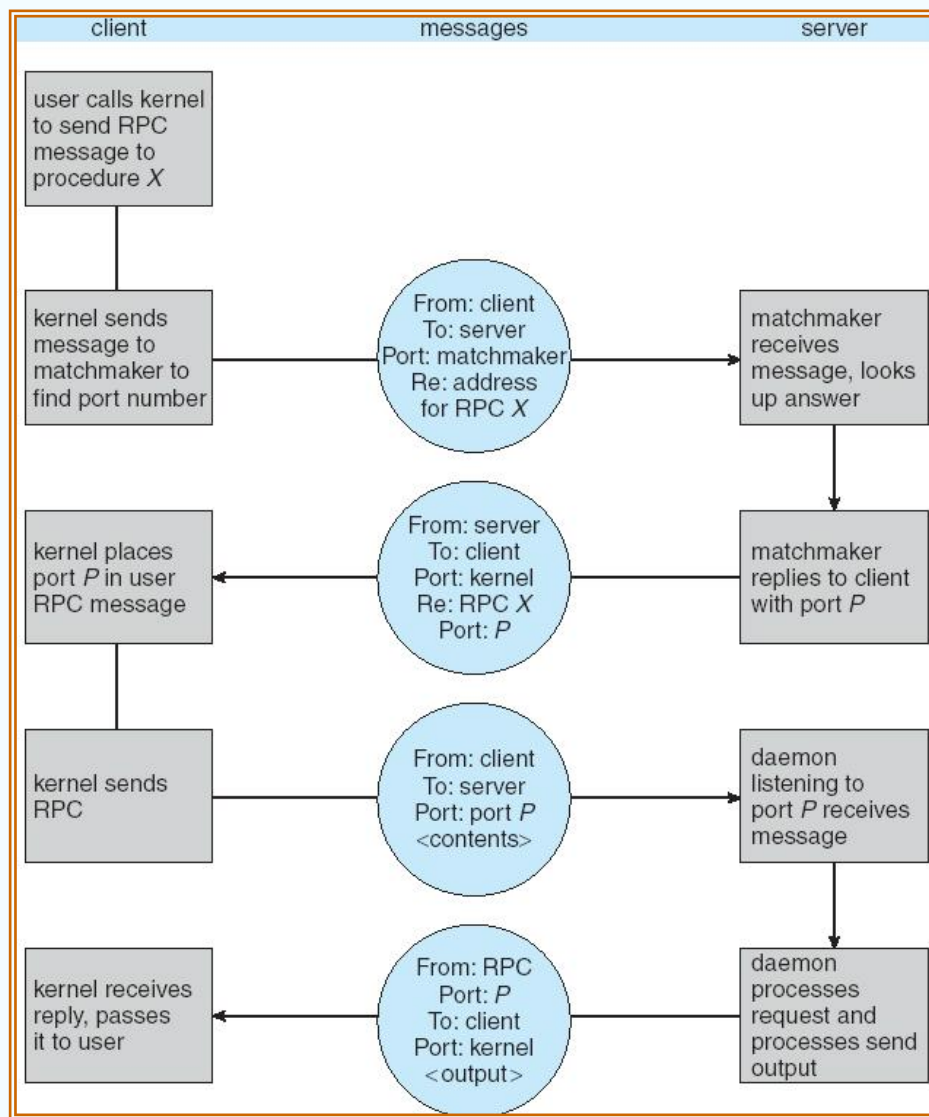 client
messages
server
user calls kernel
to send RPC
message to
procedure X
kernel sends
message to
matchmaker to
find port number
From: client
To: server
Port: matchmaker
Re: address
for RPC X
matchmaker
receives
message, looks
up answer
kernel places
port P in user
RPC message
From: server
To: client
Port: kernel
Re: RPC X
Port: P
matchmaker
replies to client
with port P
kernel sends
RPC
From: client
To: server
Port: port P
<contents>
daemon
listening to
port P receives
message
kernel receives
reply, passes
it to user
From: RPC
Port: P
To: client
Port: kernel
<output>
daemon
processes
request and
processes send
output